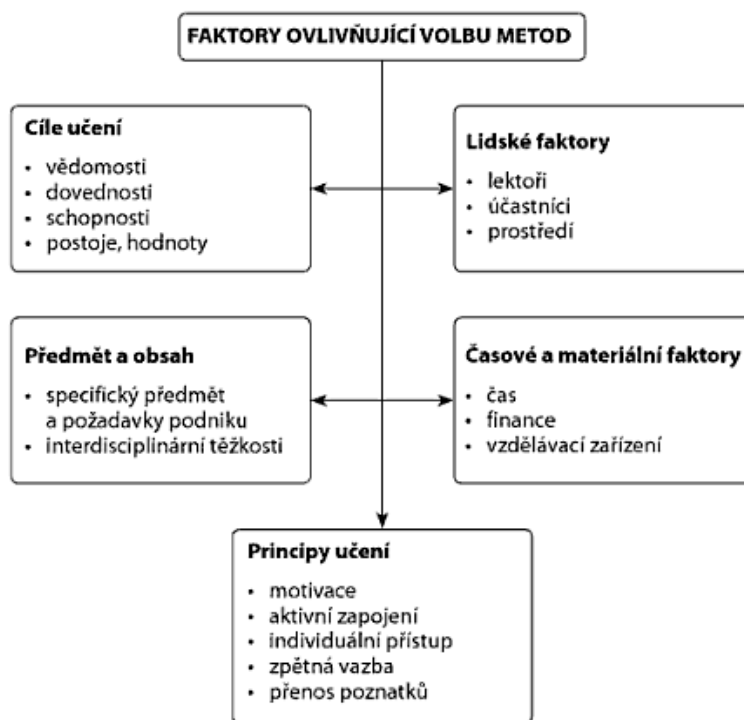 FAKTORY OVLIVŇUJÍCÍ VOLBU METOD
Cíle učení
• vědomosti
• dovednosti
• schopnosti
• postoje, hodnoty
Lidské faktory
• lektoři
• účastníci
• prostředí
Předmět a obsah
• specifický předmět
a požadavky podniku
• interdisciplinární těžkosti
Časové a materiální faktory
• čas
• finance
• vzdělávací zařízení
Principy učení
• motivace
• aktivní zapojení
• individuální přístup
• zpětná vazba
• přenos poznatků